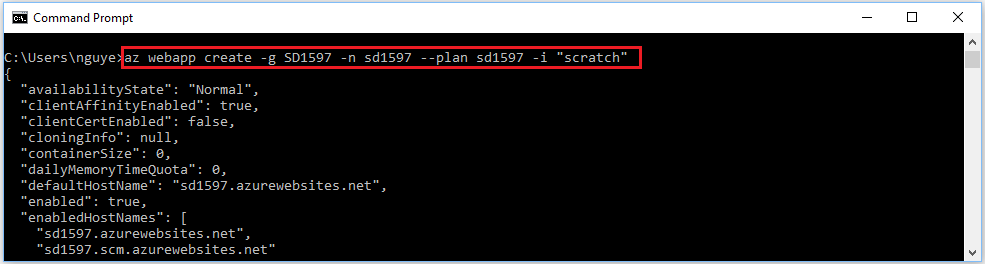 Command Prompt
C:\Users\nguye>az webapp create -g SD1597 -n sd1597 --plan sd1597 -i "scratch"
{
  "availabilityState": "Normal",
  "clientAffinityEnabled": true,
  "clientCertEnabled": false,
  "cloningInfo": null,
  "containerSize": 0,
  "dailyMemoryTimeQuota": 0,
  "defaultHostName": "sd1597.azurewebsites.net",
  "enabled": true,
  "enabledHostNames": [
    "sd1597.azurewebsites.net",
    "sd1597.scm.azurewebsites.net"